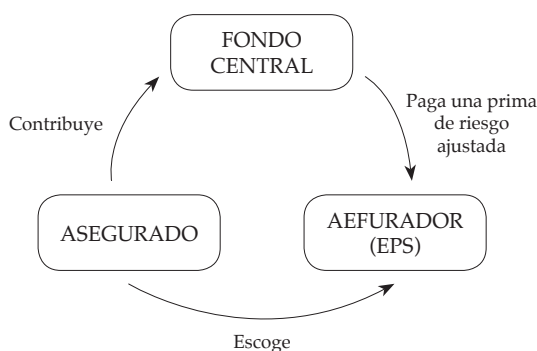 FONDO
CENTRAL
Contribuye
Paga una prima
de riesgo
ajustada
ASEGURADO
AEFURADOR
(EPS)
Escoge